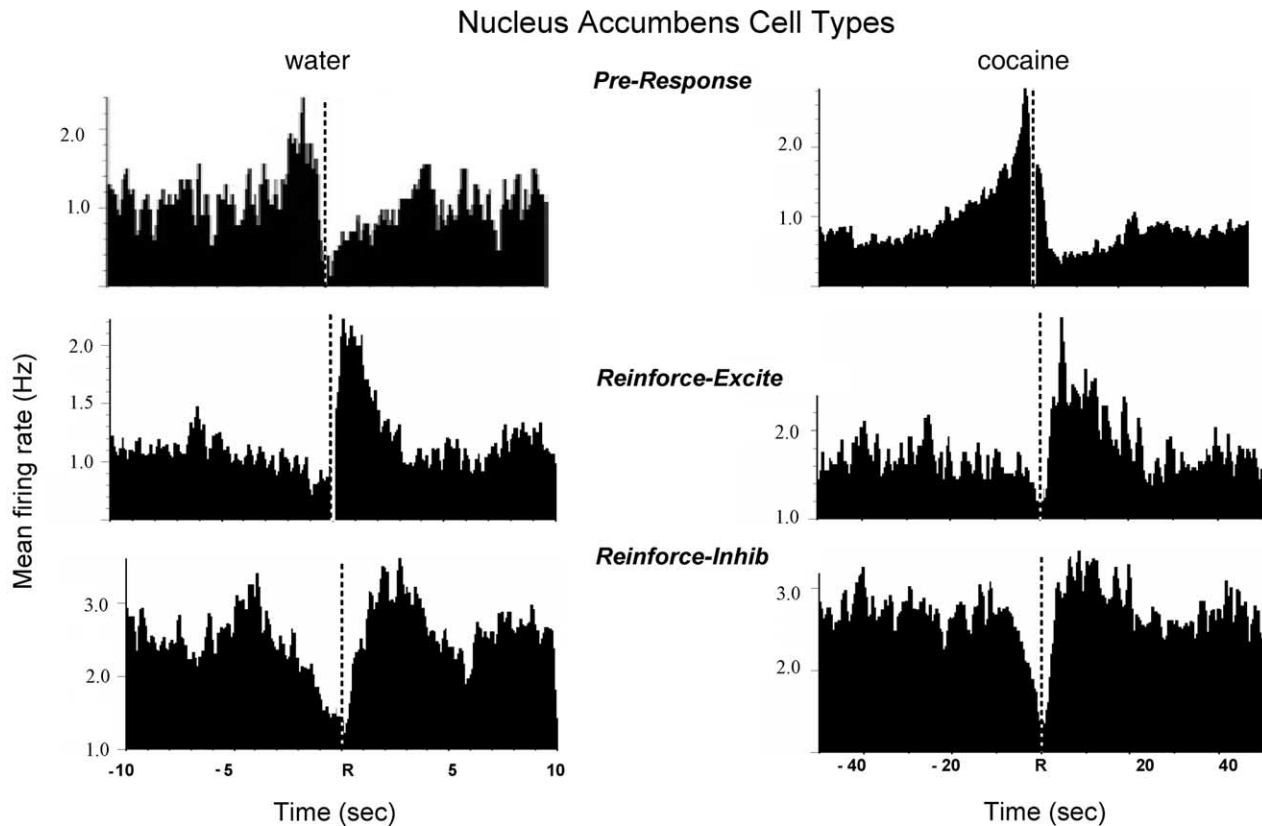 Nucleus Accumbens Cell Types
water
cocaine
Pre-Response
2.0
1.0
2.0
1.0
Reinforce-Excite
2.0
1.5
1.0
2.0
1.0
Reinforce-Inhib
3.0
2.0
1.0
3.0
2.0
Mean firing rate (Hz)
-10 -5 R 5 10
-40 -20 R 20 40
Time (sec)
Time (sec)